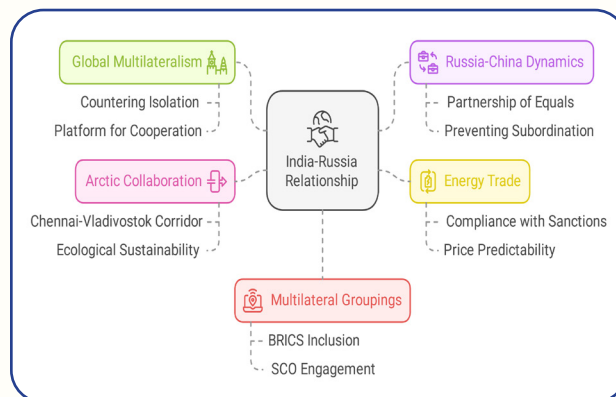 Global Multilateralism
Countering Isolation
Platform for Cooperation
Russia-China Dynamics
Partnership of Equals
Preventing Subordination
India-Russia
Relationship
Arctic Collaboration
Chennai-Vladivostok Corridor
Ecological Sustainability
Energy Trade
Compliance with Sanctions
Price Predictability
Multilateral Groupings
BRICS Inclusion
SCO Engagement